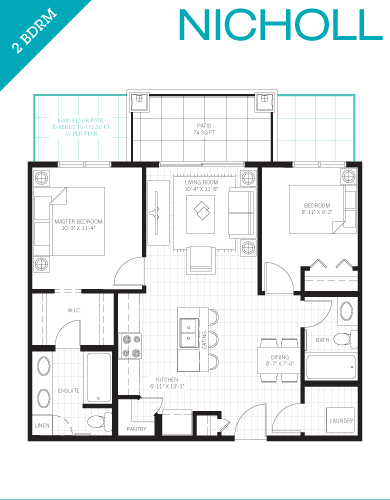 2 BDRM
NICHOLL
MAIN FLOOR PATIO
EXTENDS TO 170 SQ FT
AS PER PLAN
PATIO
74 SQ FT
LIVING ROOM
10'-4" X 11'-8"
MASTER BEDROOM
10'-3" X 11'-4"
BEDROOM
8'-11" X 9'-2"
W.I.C
EATING
BATH
DINING
8'-7" X 7'-0"
KITCHEN
6'-11" X 13'-3"
ENSUITE
LINEN
PANTRY
LAUNDRY